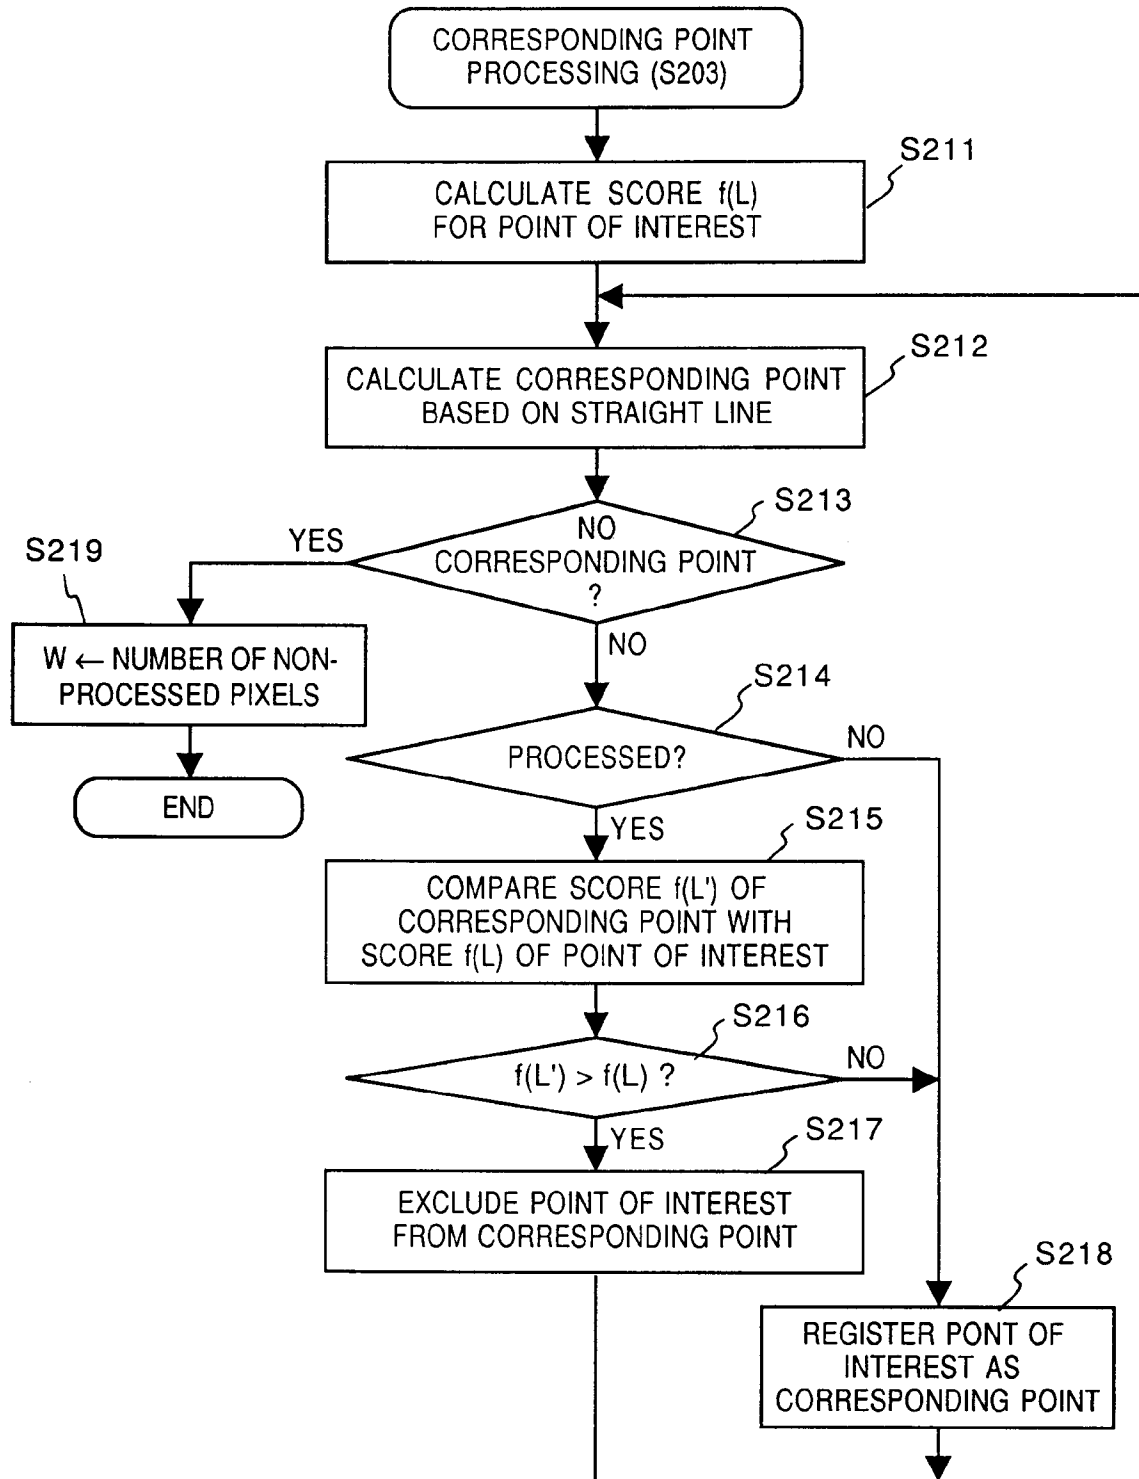 CORRESPONDING POINT
PROCESSING (S203)
S211
CALCULATE SCORE f(L)
FOR POINT OF INTEREST
S212
CALCULATE CORRESPONDING POINT
BASED ON STRAIGHT LINE
S213
NO
CORRESPONDING POINT
?
YES
NO
S219
W ← NUMBER OF NON-
PROCESSED PIXELS
END
S214
PROCESSED?
NO
YES
S215
COMPARE SCORE f(L') OF
CORRESPONDING POINT WITH
SCORE f(L) OF POINT OF INTEREST
S216
f(L') > f(L) ?
NO
YES
S217
EXCLUDE POINT OF INTEREST
FROM CORRESPONDING POINT
S218
REGISTER PONT OF
INTEREST AS
CORRESPONDING POINT